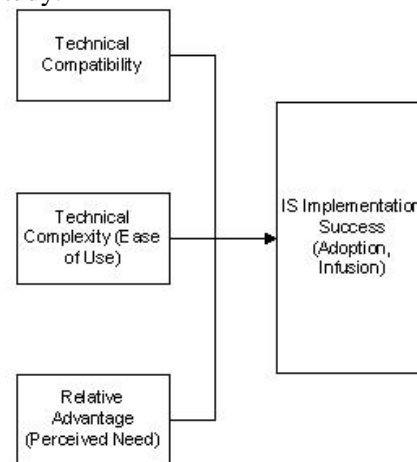 Technical
Compatibility
Technical
Complexity (Ease
of Use)
Relative
Advantage
(Perceived Need)
IS Implementation
Success
(Adoption,
Infusion)